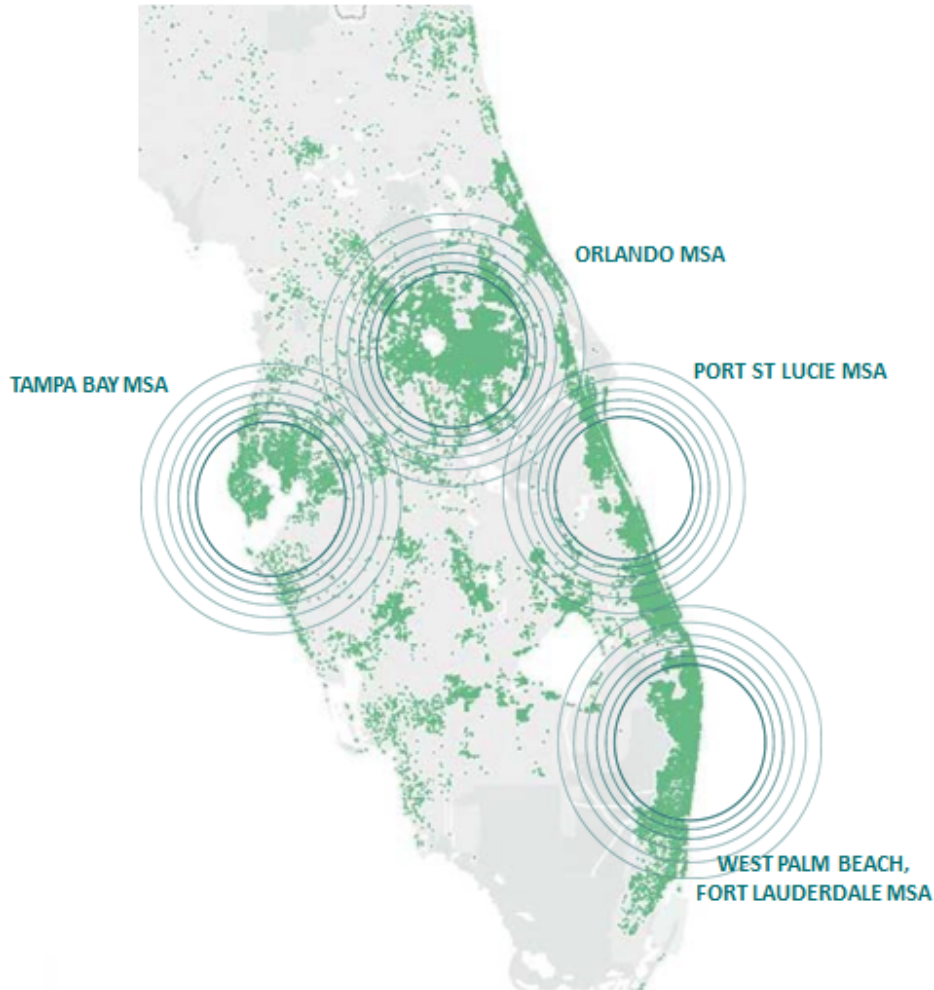 ORLANDO MSA
PORT ST LUCIE MSA
TAMPA BAY MSA
WEST PALM BEACH,
FORT LAUDERDALE MSA